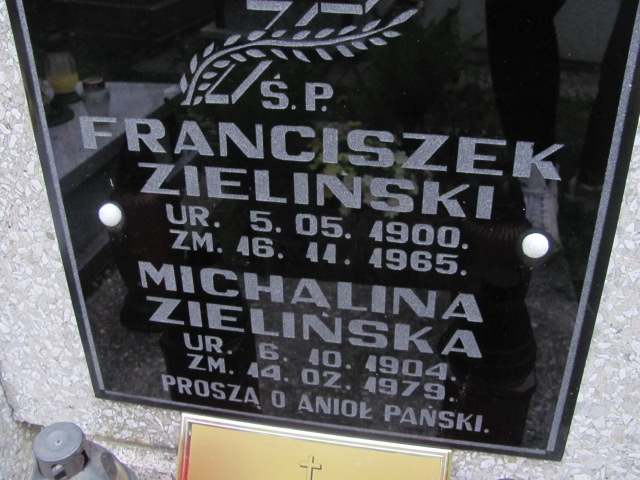 Ś.P.
FRANCISZEK
ZIELIŃSKI
UR. 5.05. 1900.
ZM. 16. 11. 1965.
MICHALINA
ZIELIŃSKA
UR. 6. 10. 1904.
ZM. 14. 02. 1979.
PROSZĄ O ANIOŁ PAŃSKI.